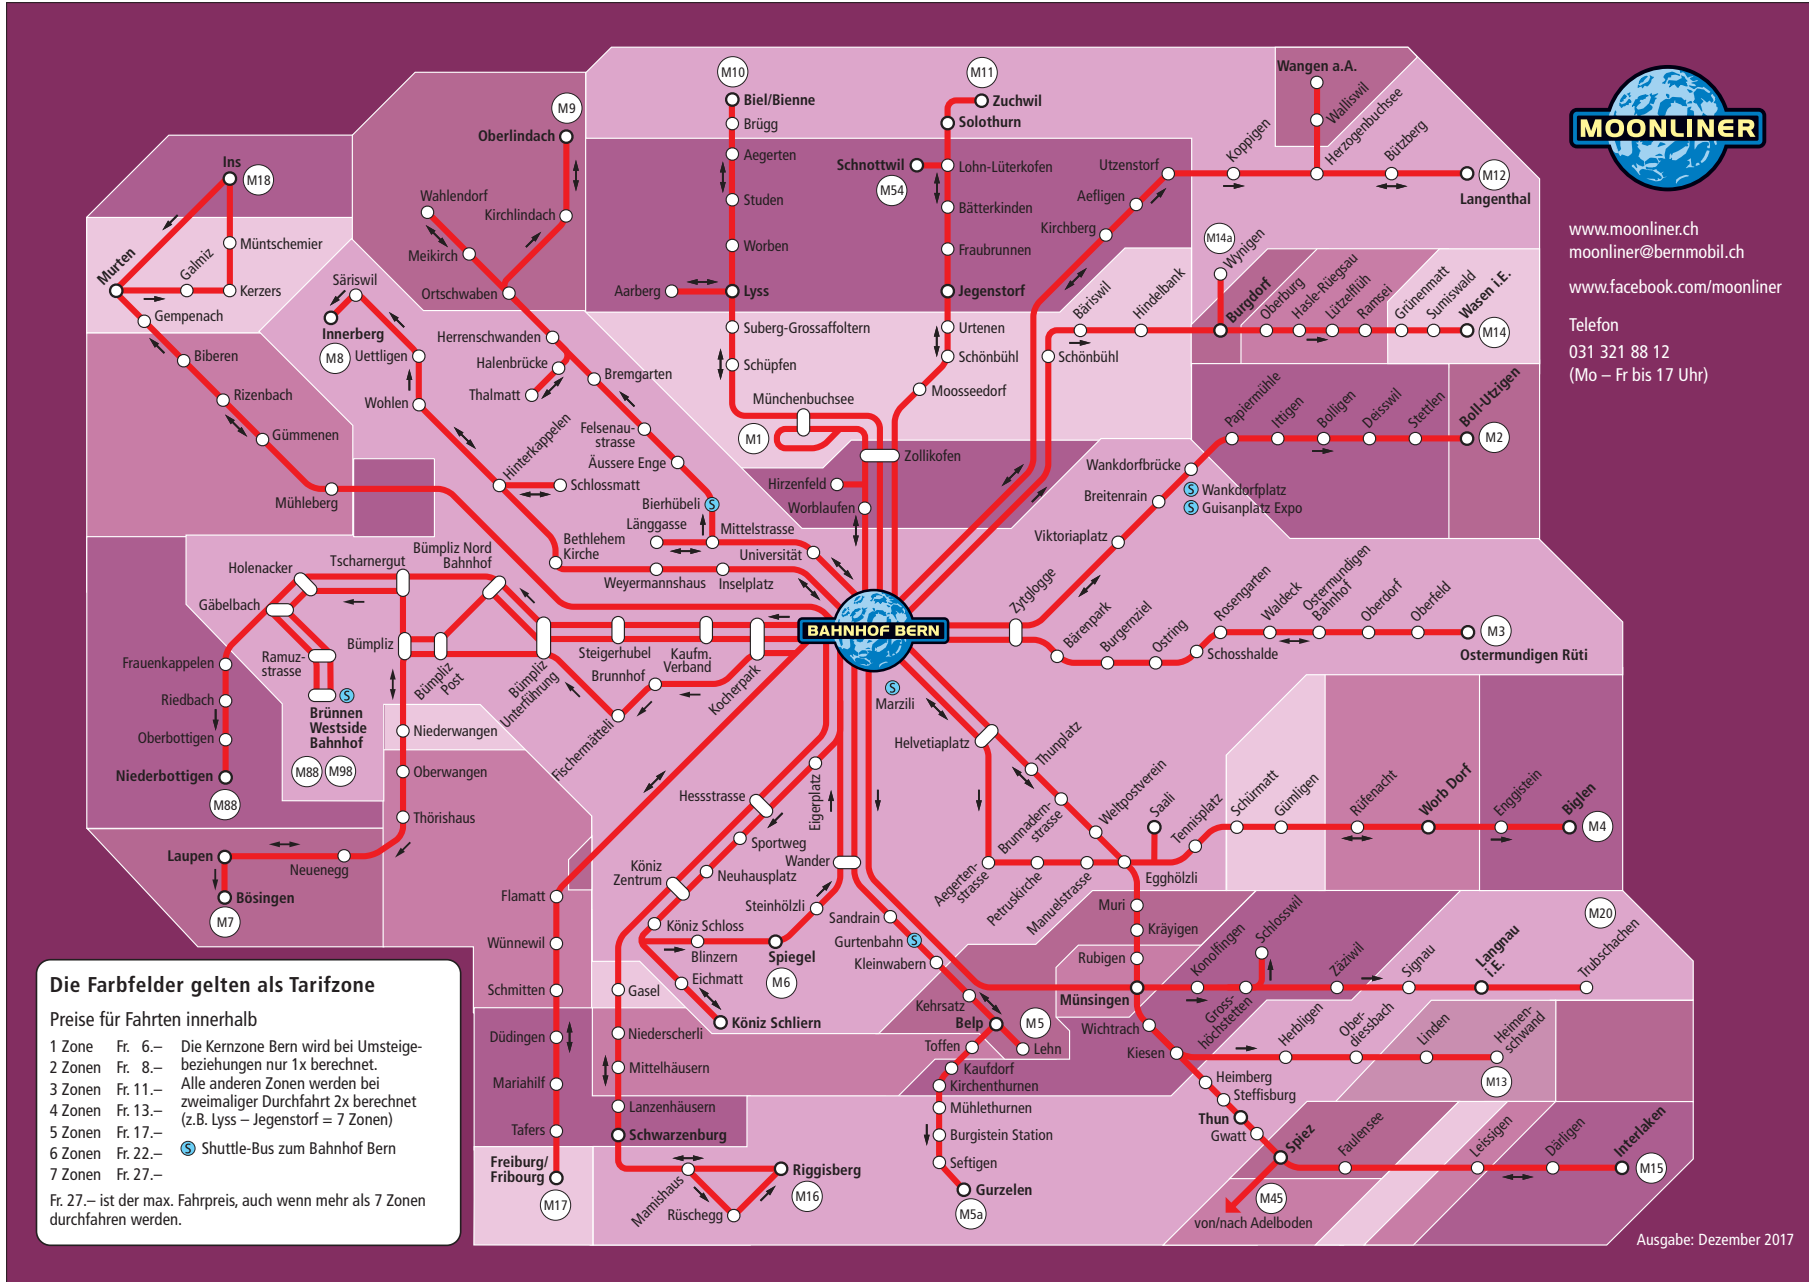 M10
Biel/Bienne
Brügg
Aegerten
Studen
Worben
Aarberg
Lyss
Suberg-Grossaffoltern
Schüpfen
Münchenbuchsee
M1
M11
Zuchwil
Solothurn
Schnottwil
M54
Lohn-Lüterkofen
Bätterkinden
Fraubrunnen
Jegenstorf
Urtenen
Schönbühl
Moosseedorf
Zollikofen
Hirzenfeld
Worblaufen
M9
Oberlindach
Wahlendorf
Kirchlindach
Meikirch
Ortschwaben
Herrenschwanden
Halenbrücke
Thalmatt
Bremgarten
Felsenau-
strasse
Äussere Enge
Bierhübeli
S
Länggasse
Mittelstrasse
Universität
Ins
M18
Müntschemier
Murten
Galmiz
Kerzers
Gempenach
Biberen
Rizenbach
Gümmenen
Mühleberg
Säriswil
Innerberg
M8
Uettligen
Wohlen
Hinterkappelen
Schlossmatt
Bethlehem
Kirche
Weyermannshaus
Inselplatz
Wangen a.A.
Walliswil
Koppigen
Herzogenbuchsee
Bützberg
M12
Langenthal
Utzenstorf
Aefligen
Kirchberg
M14a
Wynigen
Bäriswil
Hindelbank
Schönbühl
Burgdorf
Oberburg
Hasle-Rüegsau
Lützelflüh
Ramsei
Grünenmatt
Sumiswald
Wasen i.E.
M14
Papiermühle
Ittigen
Bolligen
Deisswil
Stettlen
Boll-Utzigen
M2
Wankdorfbrücke
S Wankdorfplatz
S Guisanplatz Expo
Breitenrain
Viktoriaplatz
Zytglogge
Bärenpark
Burgernziel
Ostring
Schosshalde
Rosengarten
Waldeck
Ostermundigen
Bahnhof
Oberdorf
Oberfeld
M3
Ostermundigen Rüti
MOONLINER
www.moonliner.ch
moonliner@bernmobil.ch
www.facebook.com/moonliner
Telefon
031 321 88 12
(Mo – Fr bis 17 Uhr)
BAHNHOF BERN
S
Marzili
Holenacker
Tscharnergut
Bümpliz Nord
Bahnhof
Gäbelbach
Bümpliz
Bümpliz
Post
Bümpliz
Unterführung
Steigerhubel
Kaufm.
Verband
Kocherpark
Brunnhof
Fischermätteli
Ramuz-
strasse
S
Brünnen
Westside
Bahnhof
M88
M98
Frauenkappelen
Riedbach
Oberbottigen
Niederbottigen
M88
Niederwangen
Oberwangen
Thörishaus
Neuenegg
Laupen
Bösingen
M7
Flamatt
Wünnewil
Schmitten
Düdingen
Mariahilf
Tafers
Freiburg/
Fribourg
M17
Hessstrasse
Sportweg
Neuhausplatz
Köniz
Zentrum
Köniz Schloss
Blinzern
Eichmatt
Köniz Schliern
Eigerplatz
Wander
Steinhölzli
Spiegel
M6
Gasel
Niederscherli
Mittelhäusern
Lanzenhäusern
Schwarzenburg
Mamishaus
Rüschegg
Riggisberg
M16
Sandrain
Gurtenbahn
S
Kleinwabern
Kehrsatz
Belp
M5
Lehn
Toffen
Kaufdorf
Kirchenthurnen
Mühlethurnen
Burgistein Station
Seftigen
Gurzelen
M5a
Helvetiaplatz
Thunplatz
Brunnadern-
strasse
Weltpostverein
Saali
Tennisplatz
Aegerten-
strasse
Petruskirche
Manuelstrasse
Egghölzli
Schürmatt
Gümligen
Rüfenacht
Worb Dorf
Enggistein
Biglen
M4
Muri
Kräyigen
Rubigen
Münsingen
Konolfingen
Gross-
höchstetten
Schlosswil
Zäziwil
Signau
Langnau
i.E.
Trubschachen
M20
Wichtrach
Kiesen
Herbligen
Ober-
diessbach
Linden
Heimen-
schwand
M13
Heimberg
Steffisburg
Thun
Gwatt
Spiez
Faulensee
Leissigen
Därligen
Interlaken
M15
M45
von/nach Adelboden
Die Farbfelder gelten als Tarifzone
Preise für Fahrten innerhalb
1 Zone Fr. 6.–
2 Zonen Fr. 8.–
3 Zonen Fr. 11.–
4 Zonen Fr. 13.–
5 Zonen Fr. 17.–
6 Zonen Fr. 22.–
7 Zonen Fr. 27.–
Die Kernzone Bern wird bei Umsteige-
beziehungen nur 1x berechnet.
Alle anderen Zonen werden bei
zweimaliger Durchfahrt 2x berechnet
(z.B. Lyss – Jegenstorf = 7 Zonen)
S Shuttle-Bus zum Bahnhof Bern
Fr. 27.– ist der max. Fahrpreis, auch wenn mehr als 7 Zonen
durchfahren werden.
Ausgabe: Dezember 2017